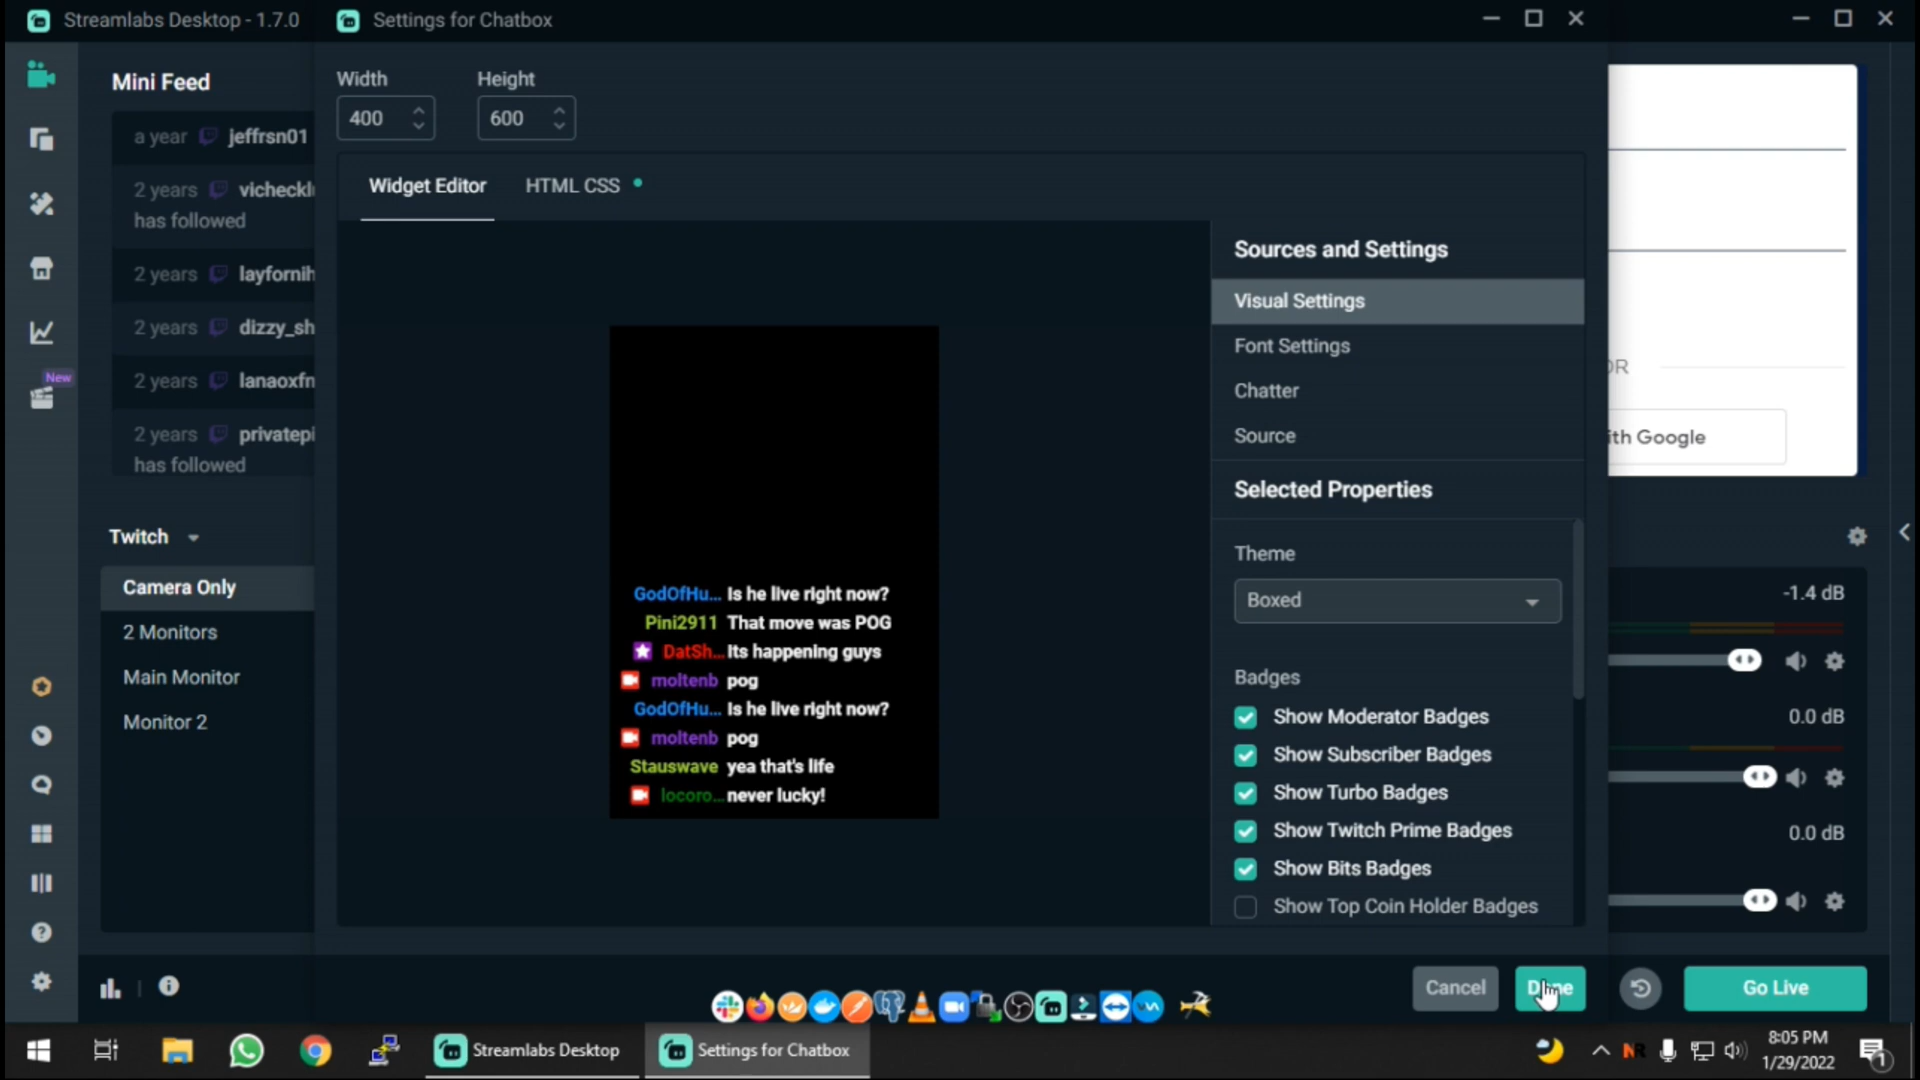 Streamlabs Desktop - 1.7.0
Settings for Chatbox
Mini Feed
a year jeffrsn01
2 years
has followed
2 years
2 years
2 years
2 years
has followed
Twitch
Camera Only
2 Monitors
Main Monitor
Monitor 2
New
Width
Height
400
600
Widget Editor
HTML CSS
GodOfHu... Is he live right now?
Pini2911 That move was POG
DatSh... Its happening guys
moltenb pog
GodOfHu... Is he live right now?
moltenb pog
Stauswave yea that's life
locoro... never lucky!
Sources and Settings
Visual Settings
Font Settings
Chatter
Source
Selected Properties
Theme
Boxed
Badges
Show Moderator Badges
Show Subscriber Badges
Show Turbo Badges
Show Twitch Prime Badges
Show Bits Badges
Show Top Coin Holder Badges
with Google
-1.4 dB
0.0 dB
0.0 dB
Cancel
Done
Go Live
Streamlabs Desktop
Settings for Chatbox
8:05 PM
1/29/2022
1